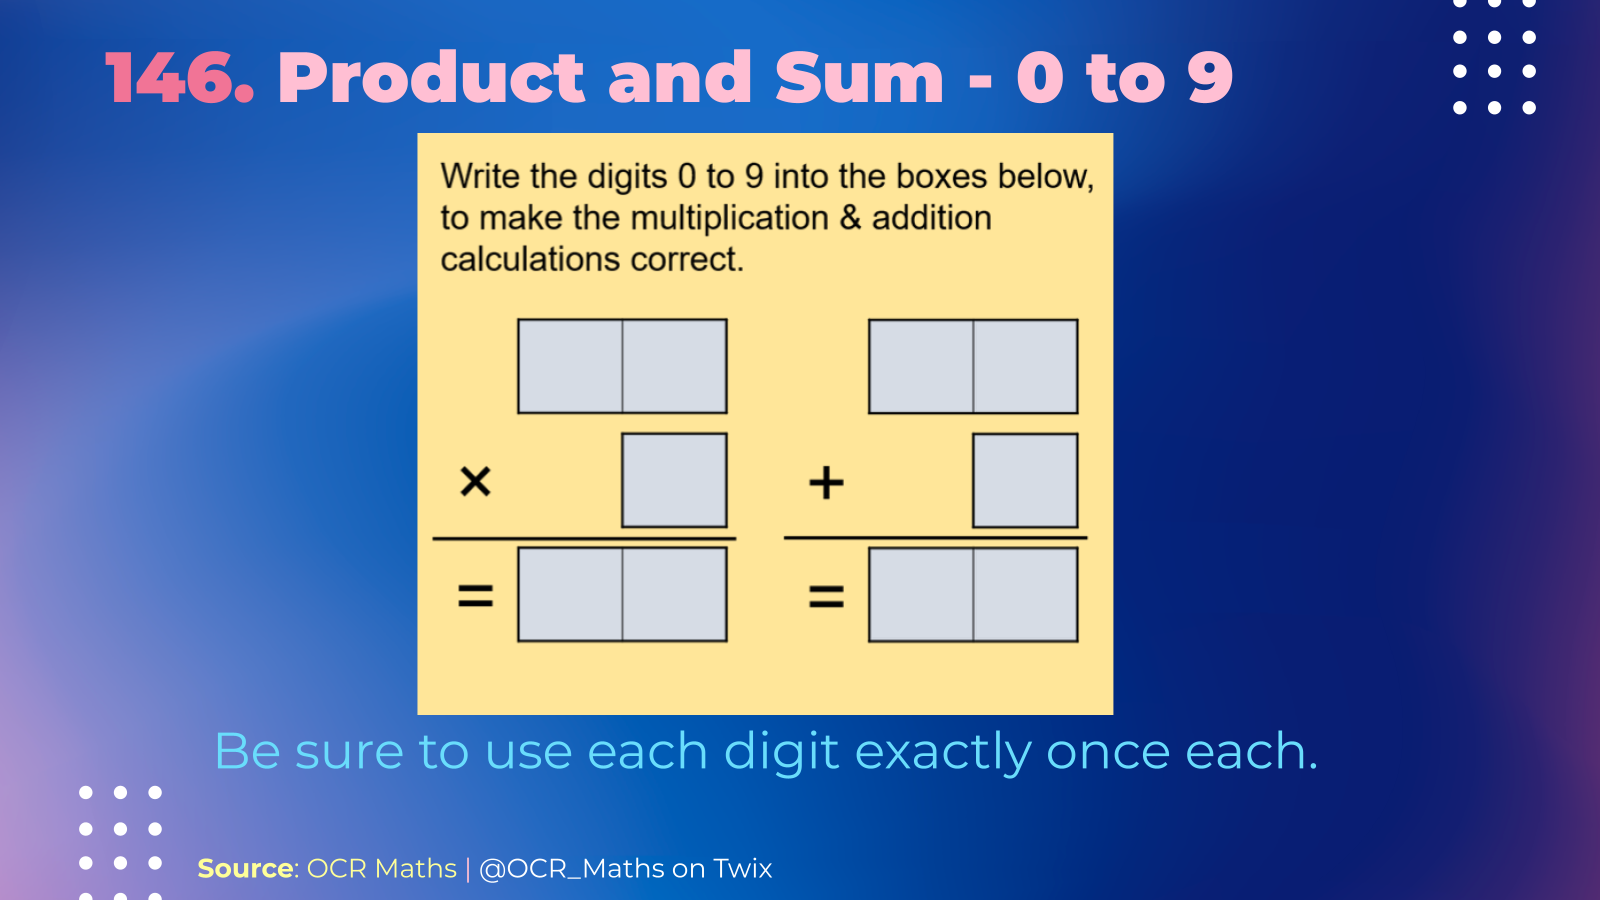 146. Product and Sum - 0 to 9
Write the digits 0 to 9 into the boxes below,
to make the multiplication & addition
calculations correct.
× +
= =
Be sure to use each digit exactly once each.
Source: OCR Maths | @OCR_Maths on Twix